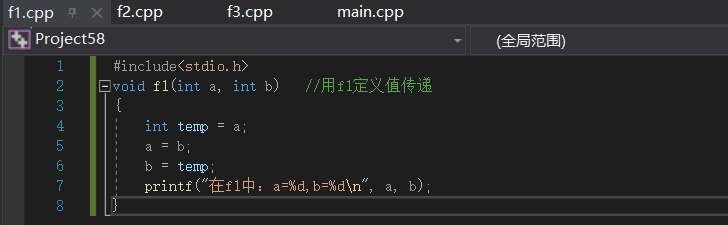 f1.cpp f2.cpp f3.cpp main.cpp
Project58 (全局范围)
1 #include<stdio.h>
2 void f1(int a, int b) //用f1定义值传递
3 {
4 int temp = a;
5 a = b;
6 b = temp;
7 printf("在f1中：a=%d,b=%d\n", a, b);
8 }